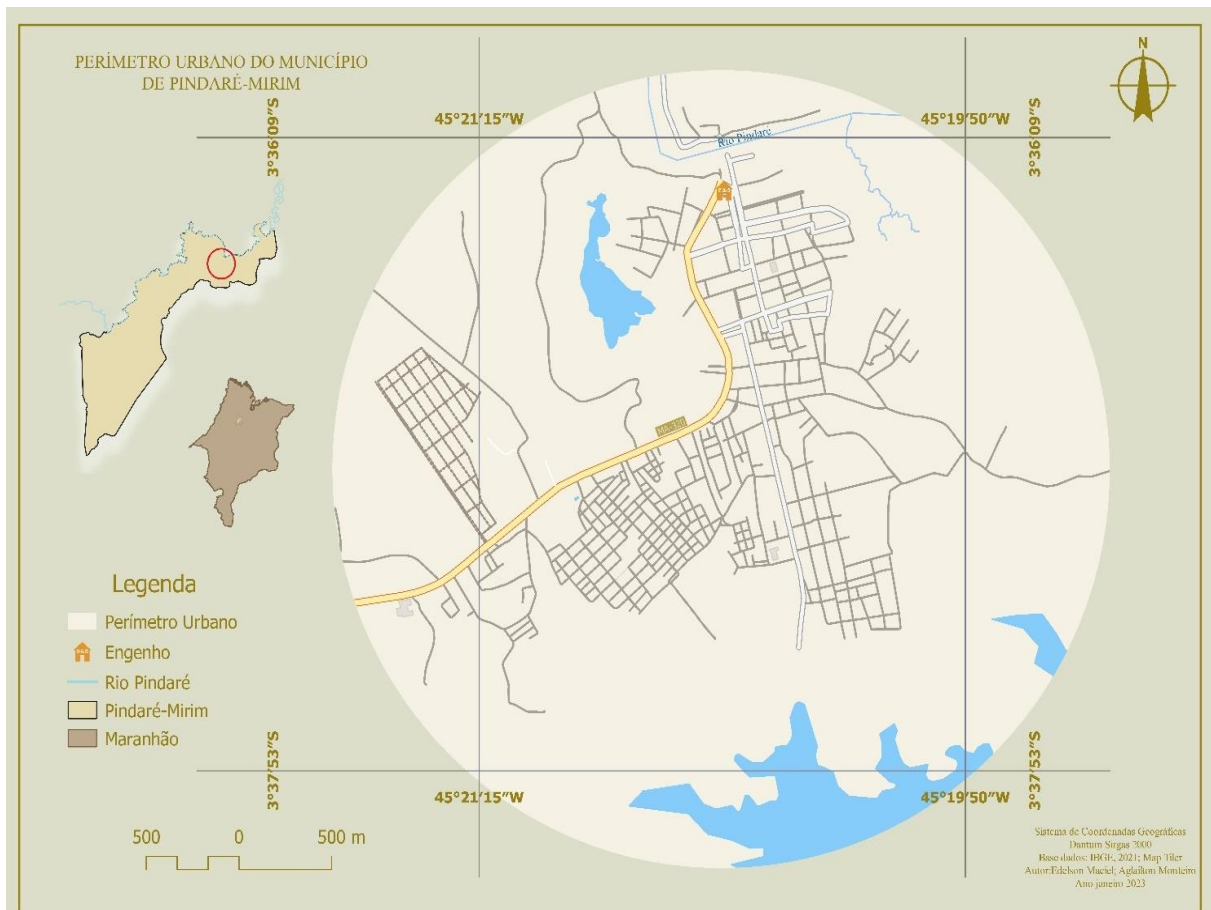 PERÍMETRO URBANO DO MUNICÍPIO
DE PINDARÉ-MIRIM
N
45°21'15"W
45°19'50"W
3°36'09"S
3°36'09"S
Rio Pindaré
Legenda
Perímetro Urbano
Engenho
Rio Pindaré
Pindaré-Mirim
Maranhão
3°37'53"S
3°37'53"S
45°21'15"W
45°19'50"W
500 0 500 m
Sistema de Coordenadas Geográficas
Dantum Sirgas 2000
Base dados: IBGE, 2021; Map Tiler
Autor:Edelson Maciel; Aglailton Monteiro
Ano janeiro 2023